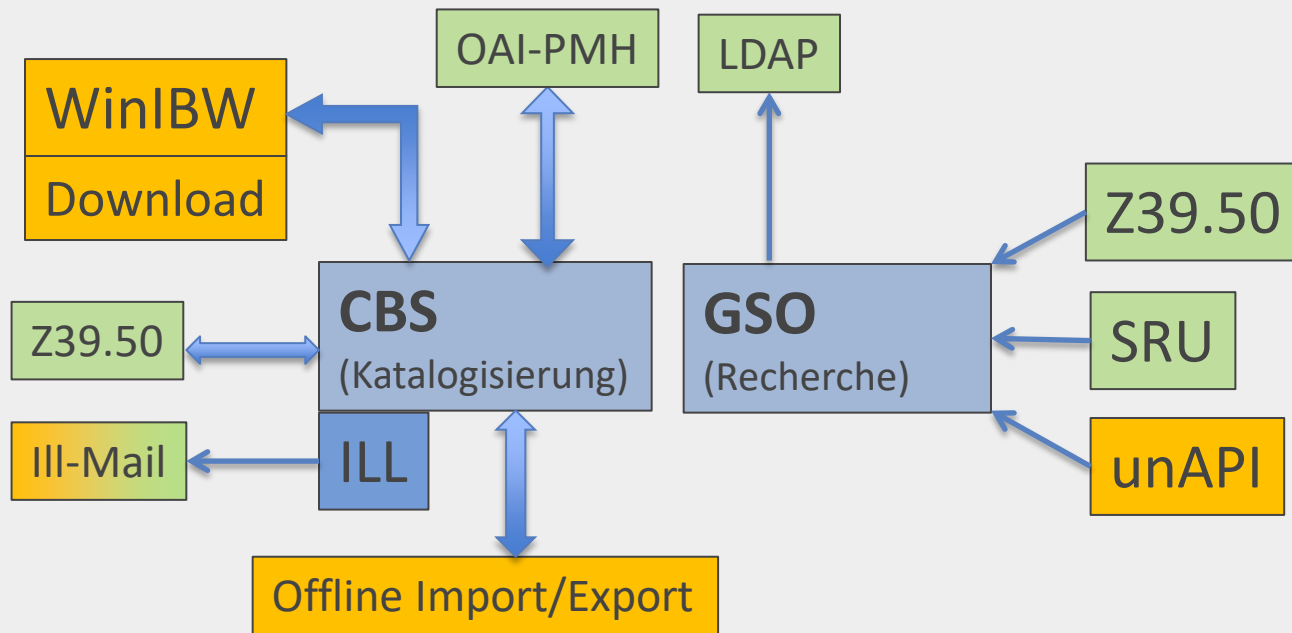 OAI-PMH
LDAP
WinIBW
Download
Z39.50
CBS
(Katalogisierung)
GSO
(Recherche)
Z39.50
SRU
Ill-Mail
ILL
unAPI
Offline Import/Export